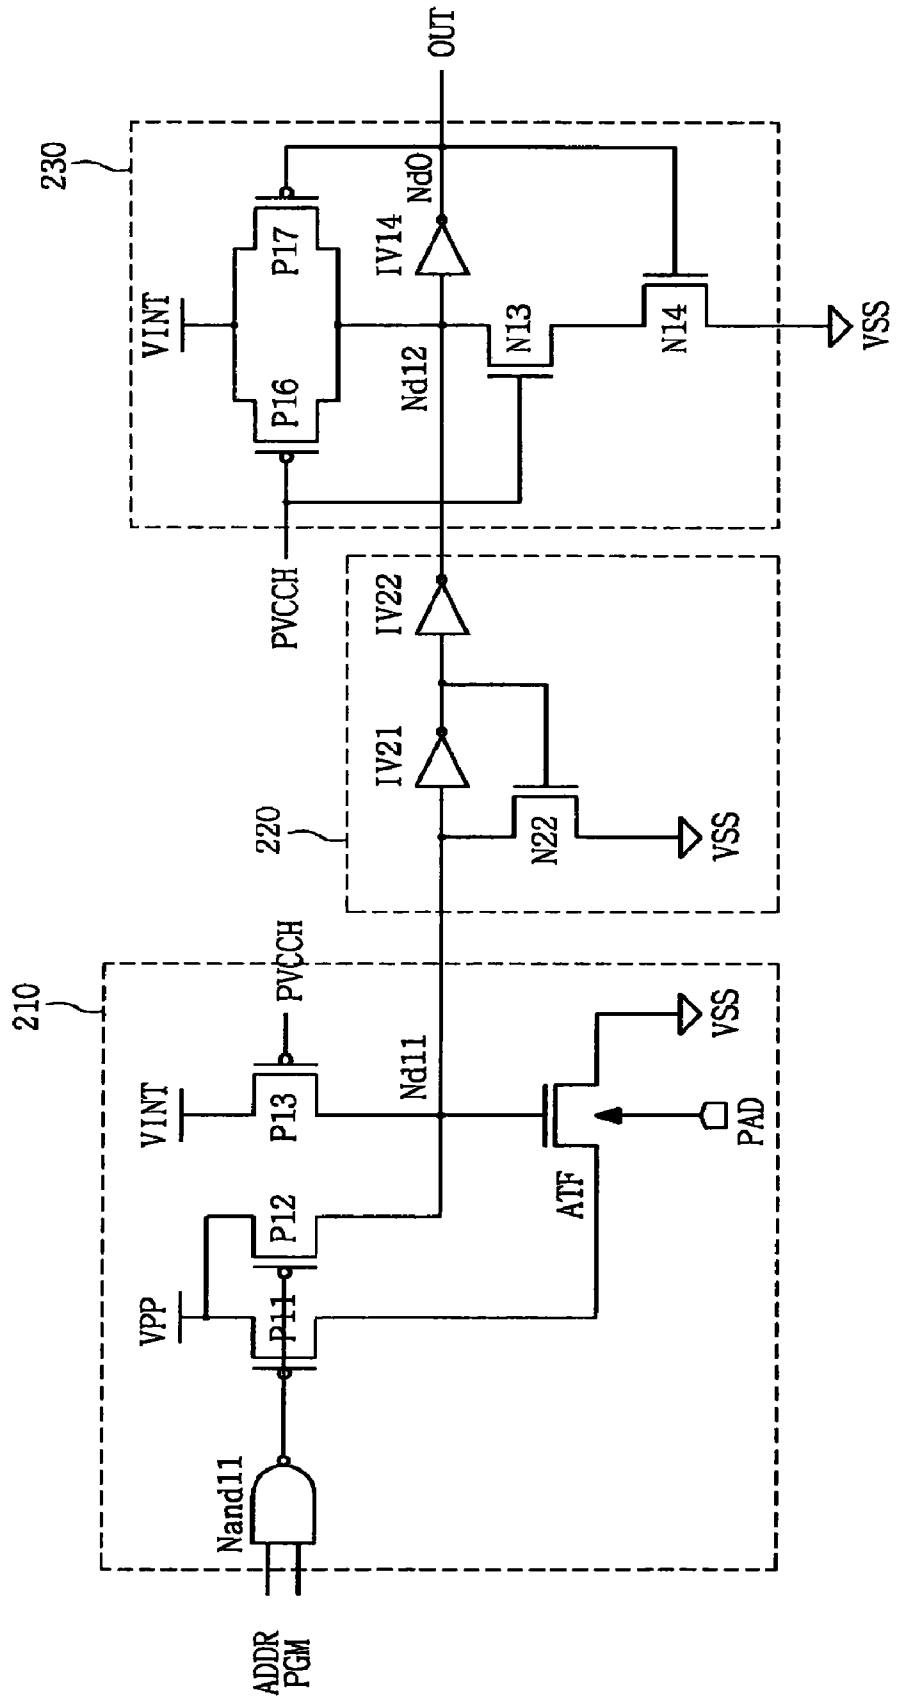 210
220
230
ADDR
PGM
Nand11
VPP
P11
P12
VINT
P13
PVCCH
Nd11
ATF
PAD
VSS
IV21
N22
VSS
IV22
PVCCH
VINT
P16
P17
Nd12
N13
IV14
Nd0
N14
VSS
OUT